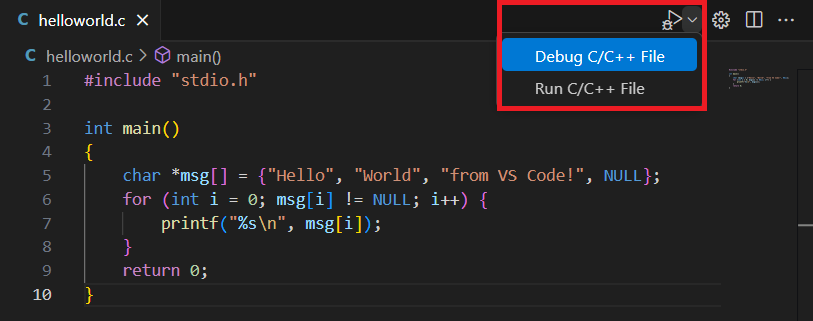 C helloworld.c
C helloworld.c > main()
Debug C/C++ File
Run C/C++ File
1 #include "stdio.h"
2
3 int main()
4 {
5 char *msg[] = {"Hello", "World", "from VS Code!", NULL};
6 for (int i = 0; msg[i] != NULL; i++) {
7 printf("%s\n", msg[i]);
8 }
9 return 0;
10 }